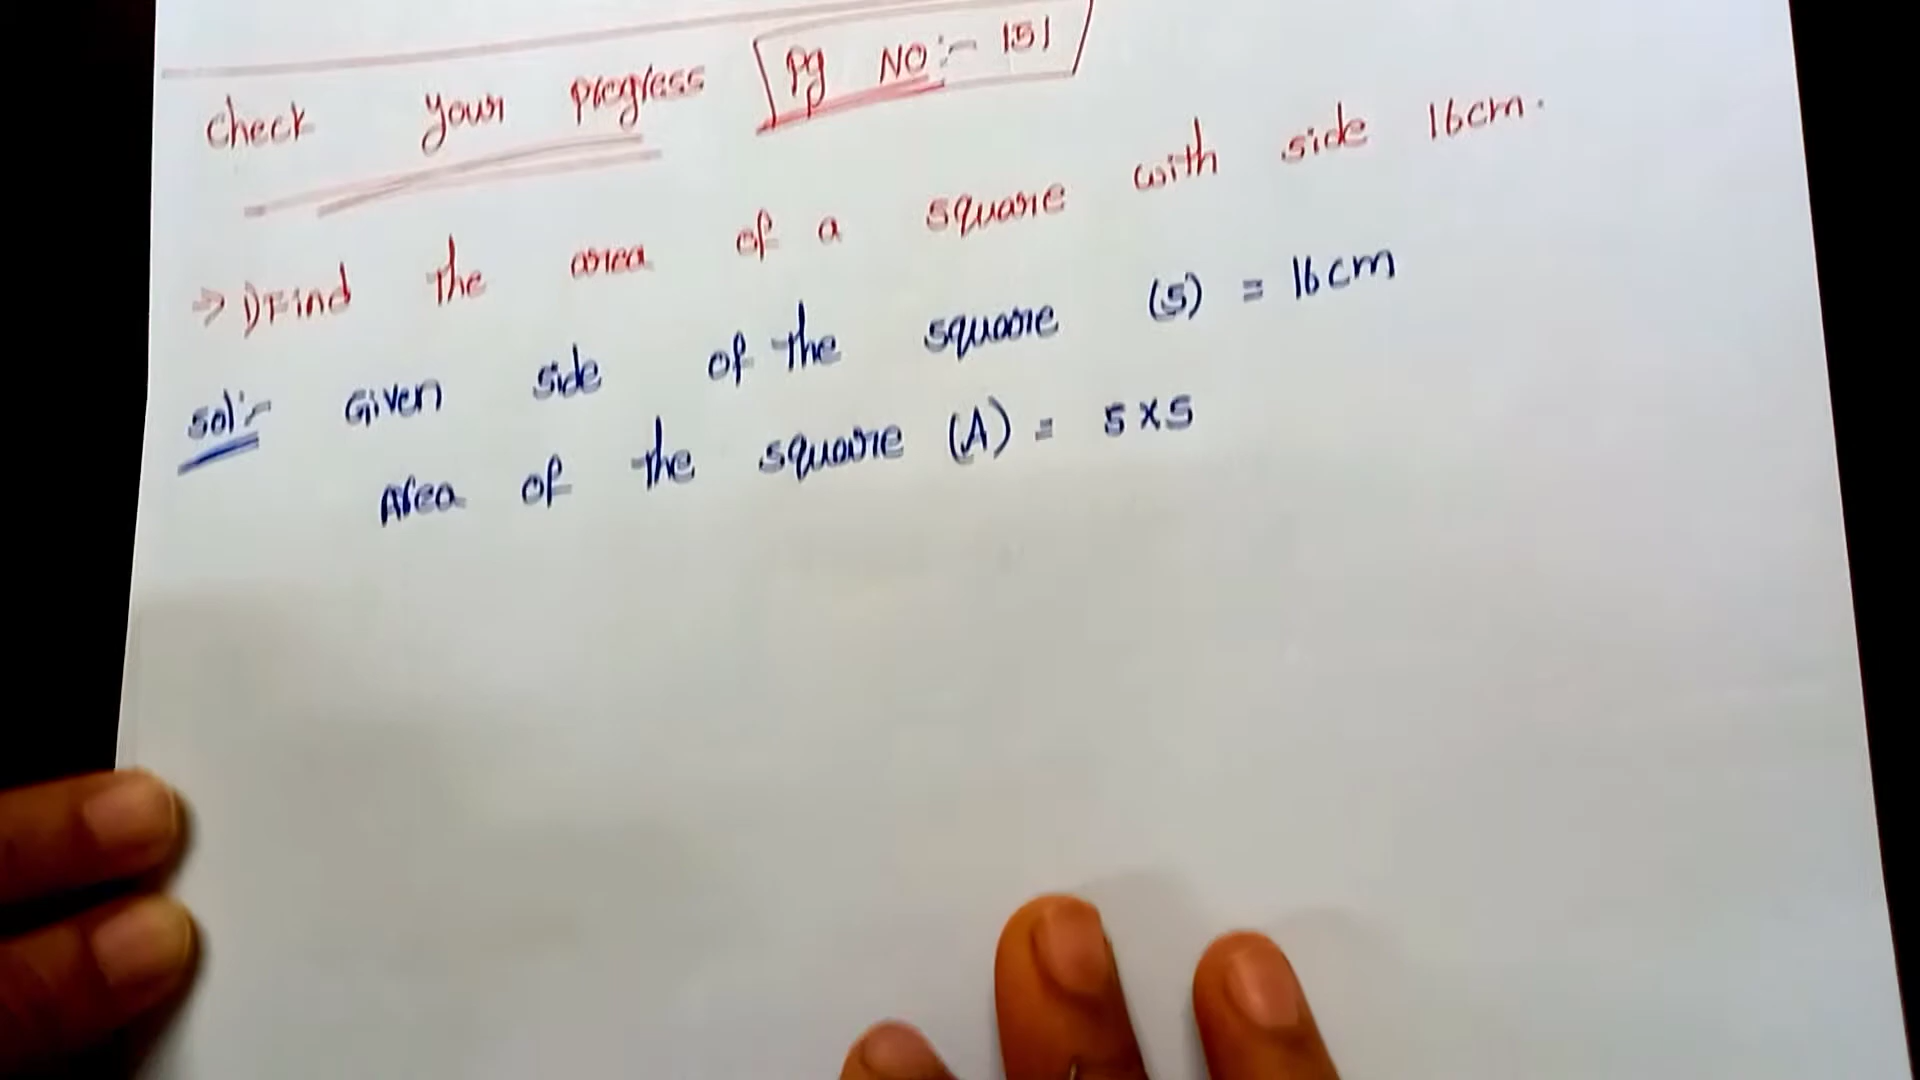 Check your progress Pg NO:- 151
→ 1) Find the area of a square with side 16cm.
Sol:- Given side of the square (s) = 16cm
Area of the square (A) = s×s